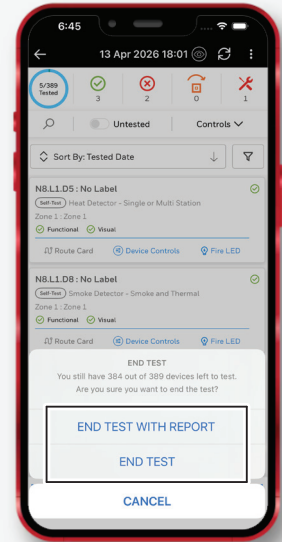 6:45
13 Apr 2026 18:01
5/389
Tested
3
2
0
1
Untested
Controls
Sort By: Tested Date
N8.L1.D5 : No Label
Self-Test Heat Detector - Single or Multi Station
Zone 1 : Zone 1
Functional Visual
Route Card Device Controls Fire LED
N8.L1.D8 : No Label
Self-Test Smoke Detector - Smoke and Thermal
Zone 1 : Zone 1
Functional Visual
Route Card Device Controls Fire LED
END TEST
You still have 384 out of 389 devices left to test.
Are you sure you want to end the test?
END TEST WITH REPORT
END TEST
CANCEL